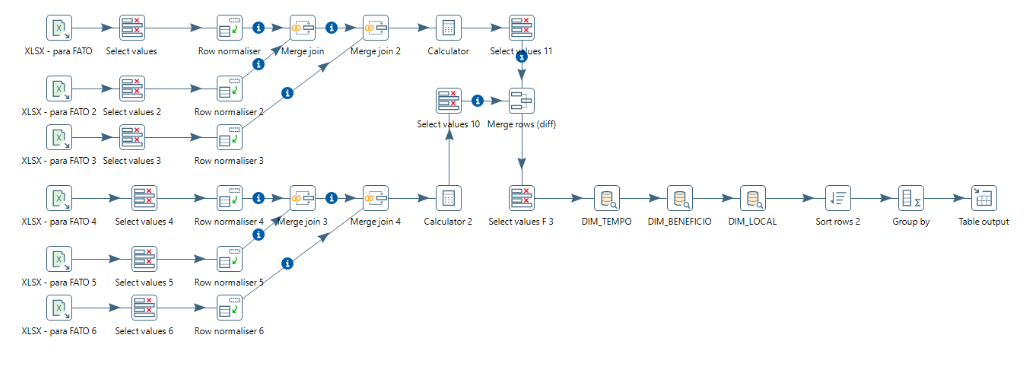 XLSX - para FATO
Select values
Row normaliser
Merge join
Merge join 2
Calculator
Select values 11
XLSX - para FATO 2
Select values 2
Row normaliser 2
Select values 10
Merge rows (diff)
XLSX - para FATO 3
Select values 3
Row normaliser 3
XLSX - para FATO 4
Select values 4
Row normaliser 4
Merge join 3
Merge join 4
Calculator 2
Select values F 3
DIM_TEMPO
DIM_BENEFICIO
DIM_LOCAL
Sort rows 2
Group by
Table output
XLSX - para FATO 5
Select values 5
Row normaliser 5
XLSX - para FATO 6
Select values 6
Row normaliser 6